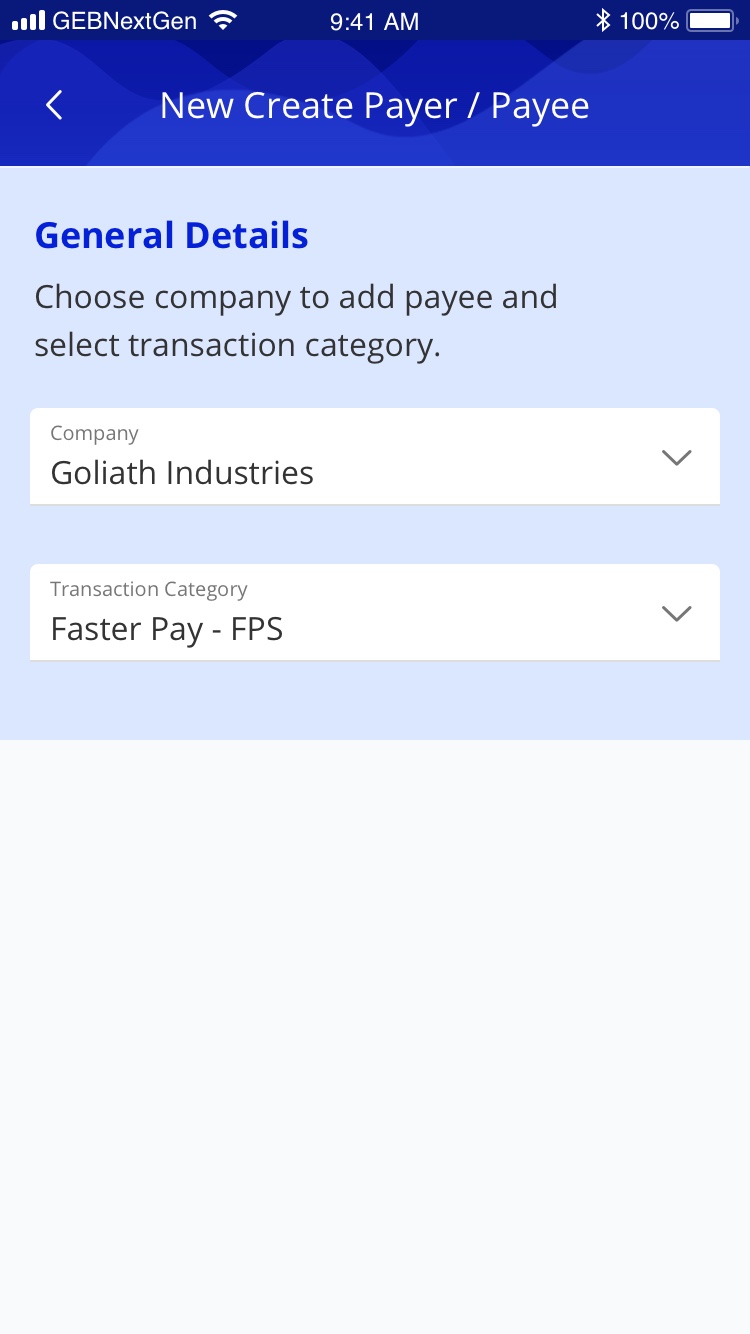 GEBNextGen 9:41 AM 100%
New Create Payer / Payee
General Details
Choose company to add payee and
select transaction category.
Company
Goliath Industries
Transaction Category
Faster Pay - FPS